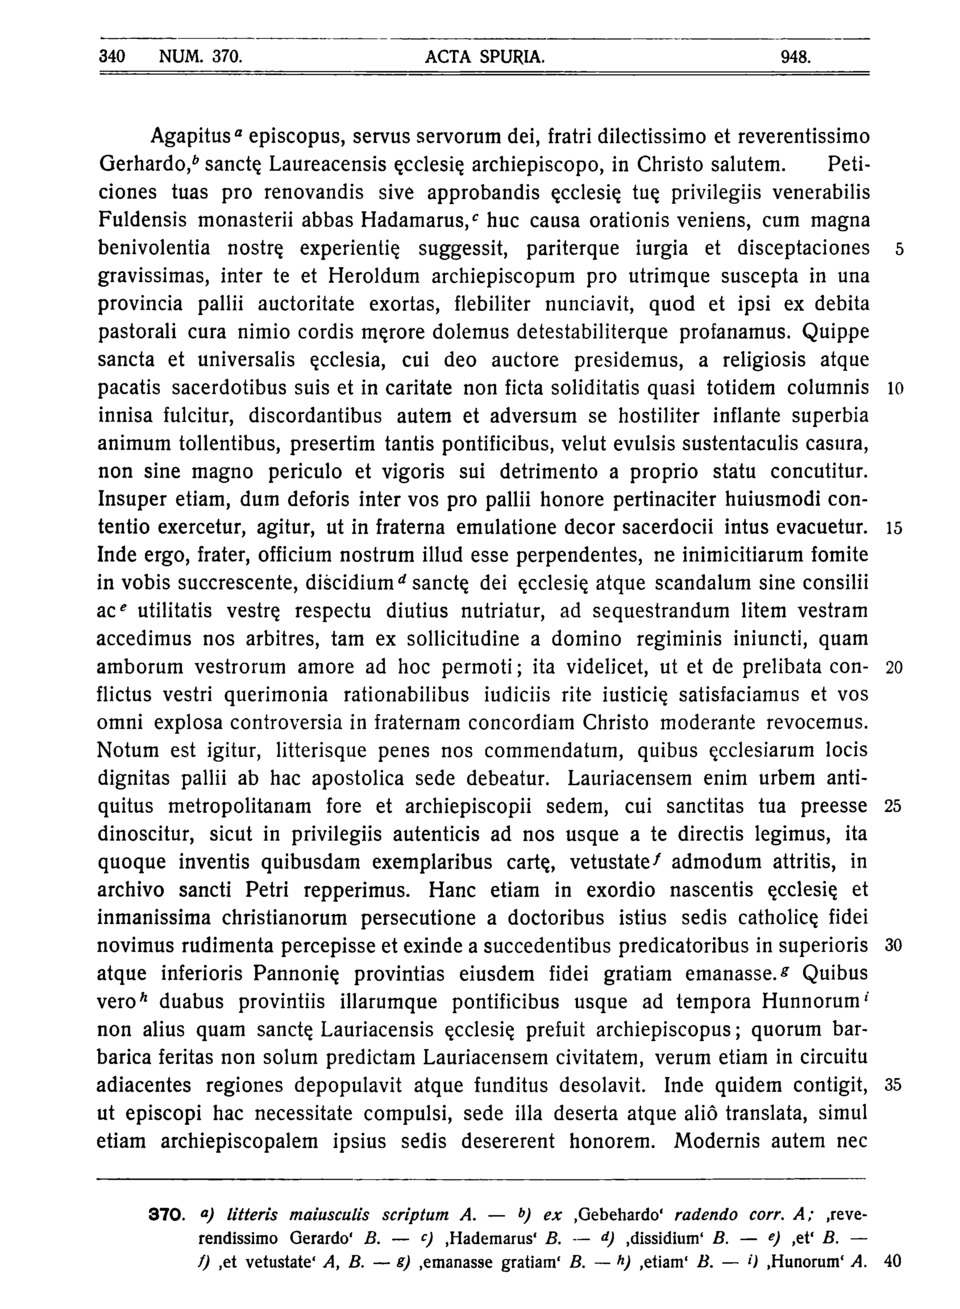 340 NUM. 370. ACTA SPURIA. 948.
Agapitusᵃ episcopus, servus servorum dei, fratri dilectissimo et reverentissimo
Gerhardo,ᵇ sanctę Laureacensis ęcclesię archiepiscopo, in Christo salutem. Peti-
ciones tuas pro renovandis sive approbandis ęcclesię tuę privilegiis venerabilis
Fuldensis monasterii abbas Hadamarus,ᶜ huc causa orationis veniens, cum magna
benivolentia nostrę experientię suggessit, pariterque iurgia et disceptaciones 5
gravissimas, inter te et Heroldum archiepiscopum pro utrimque suscepta in una
provincia pallii auctoritate exortas, flebiliter nunciavit, quod et ipsi ex debita
pastorali cura nimio cordis męrore dolemus detestabiliterque profanamus. Quippe
sancta et universalis ęcclesia, cui deo auctore presidemus, a religiosis atque
pacatis sacerdotibus suis et in caritate non ficta soliditatis quasi totidem columnis 10
innisa fulcitur, discordantibus autem et adversum se hostiliter inflante superbia
animum tollentibus, presertim tantis pontificibus, velut evulsis sustentaculis casura,
non sine magno periculo et vigoris sui detrimento a proprio statu concutitur.
Insuper etiam, dum deforis inter vos pro pallii honore pertinaciter huiusmodi con-
tentio exercetur, agitur, ut in fraterna emulatione decor sacerdocii intus evacuetur. 15
Inde ergo, frater, officium nostrum illud esse perpendentes, ne inimicitiarum fomite
in vobis succrescente, discidiumᵈ sanctę dei ęcclesię atque scandalum sine consilii
acᵉ utilitatis vestrę respectu diutius nutriatur, ad sequestrandum litem vestram
accedimus nos arbitres, tam ex sollicitudine a domino regiminis iniuncti, quam
amborum vestrorum amore ad hoc permoti; ita videlicet, ut et de prelibata con- 20
flictus vestri querimonia rationabilibus iudiciis rite iusticię satisfaciamus et vos
omni explosa controversia in fraternam concordiam Christo moderante revocemus.
Notum est igitur, litterisque penes nos commendatum, quibus ęcclesiarum locis
dignitas pallii ab hac apostolica sede debeatur. Lauriacensem enim urbem anti-
quitus metropolitanam fore et archiepiscopii sedem, cui sanctitas tua preesse 25
dinoscitur, sicut in privilegiis autenticis ad nos usque a te directis legimus, ita
quoque inventis quibusdam exemplaribus cartę, vetustateᶠ admodum attritis, in
archivo sancti Petri repperimus. Hanc etiam in exordio nascentis ęcclesię et
inmanissima christianorum persecutione a doctoribus istius sedis catholicę fidei
novimus rudimenta percepisse et exinde a succedentibus predicatoribus in superioris 30
atque inferioris Pannonię provintias eiusdem fidei gratiam emanasse.ᵍ Quibus
veroʰ duabus provintiis illarumque pontificibus usque ad tempora Hunnorumⁱ
non alius quam sanctę Lauriacensis ęcclesię prefuit archiepiscopus; quorum bar-
barica feritas non solum predictam Lauriacensem civitatem, verum etiam in circuitu
adiacentes regiones depopulavit atque funditus desolavit. Inde quidem contigit, 35
ut episcopi hac necessitate compulsi, sede illa deserta atque aliô translata, simul
etiam archiepiscopalem ipsius sedis desererent honorem. Modernis autem nec
370. a) litteris maiusculis scriptum A. — b) ex ‚Gebehardo‘ radendo corr. A; ‚reve-
rendissimo Gerardo‘ B. — c) ‚Hademarus‘ B. — d) ‚dissidium‘ B. — e) ‚et‘ B. —
f) ‚et vetustate‘ A, B. — g) ‚emanasse gratiam‘ B. — h) ‚etiam‘ B. — i) ‚Hunorum‘ A. 40